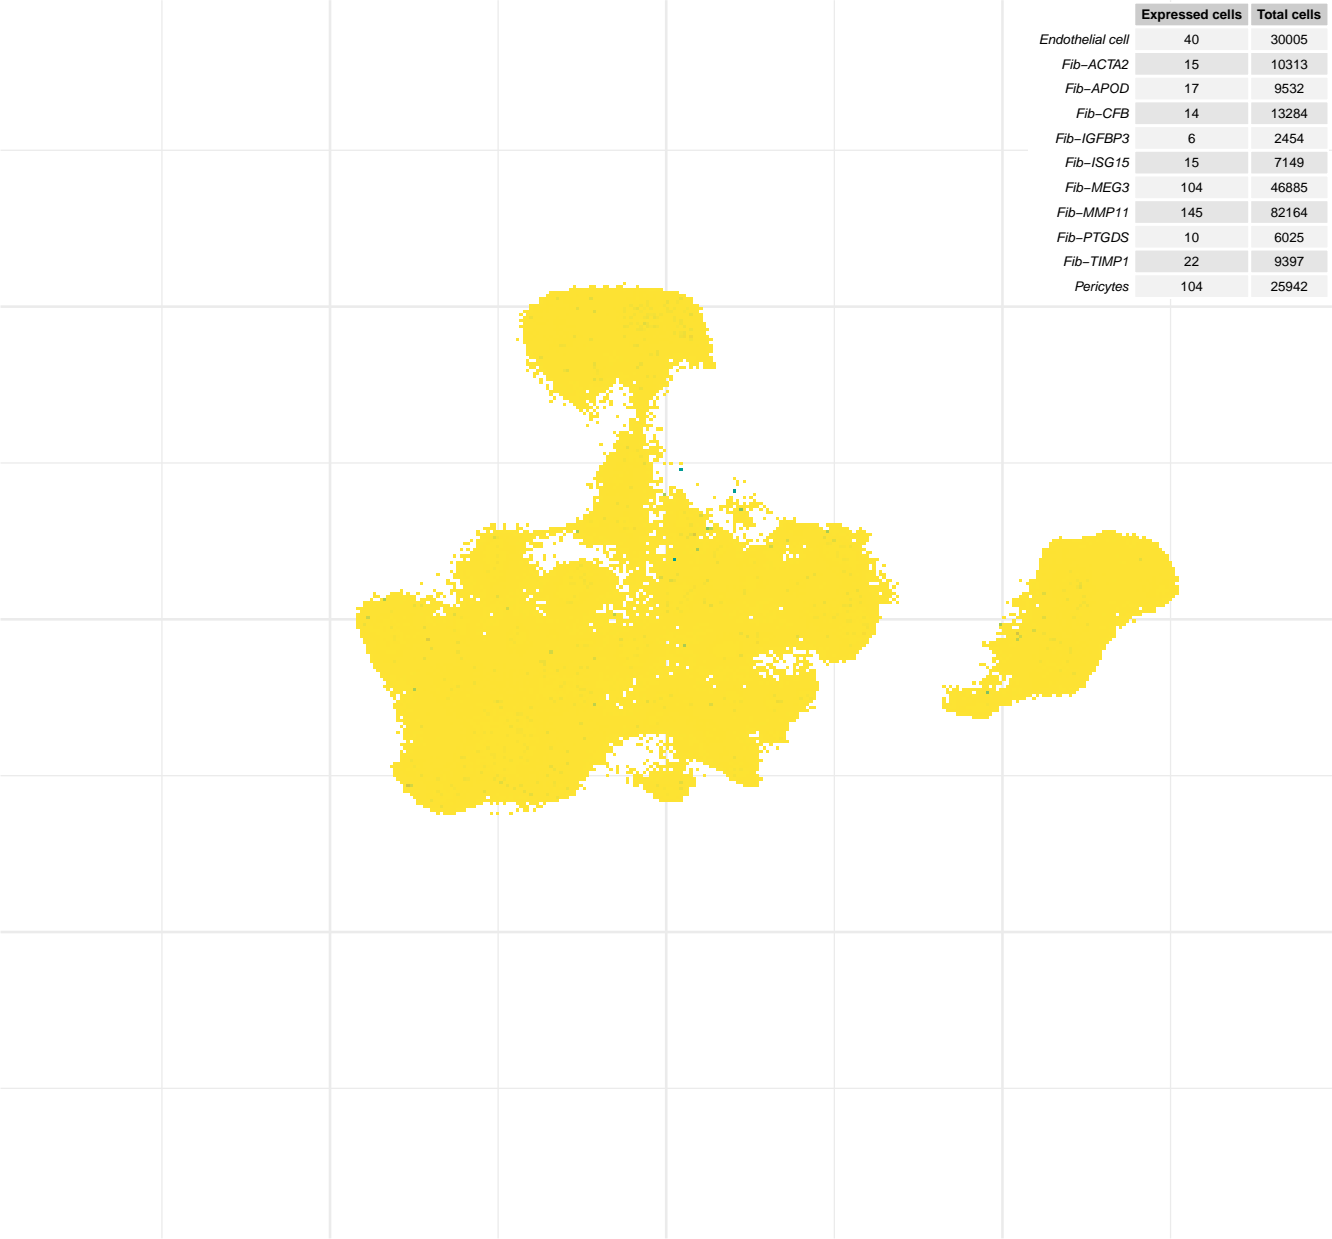 Expressed cells Total cells
Endothelial cell 40 30005
Fib−ACTA2 15 10313
Fib−APOD 17 9532
Fib−CFB 14 13284
Fib−IGFBP3 6 2454
Fib−ISG15 15 7149
Fib−MEG3 104 46885
Fib−MMP11 145 82164
Fib−PTGDS 10 6025
Fib−TIMP1 22 9397
Pericytes 104 25942